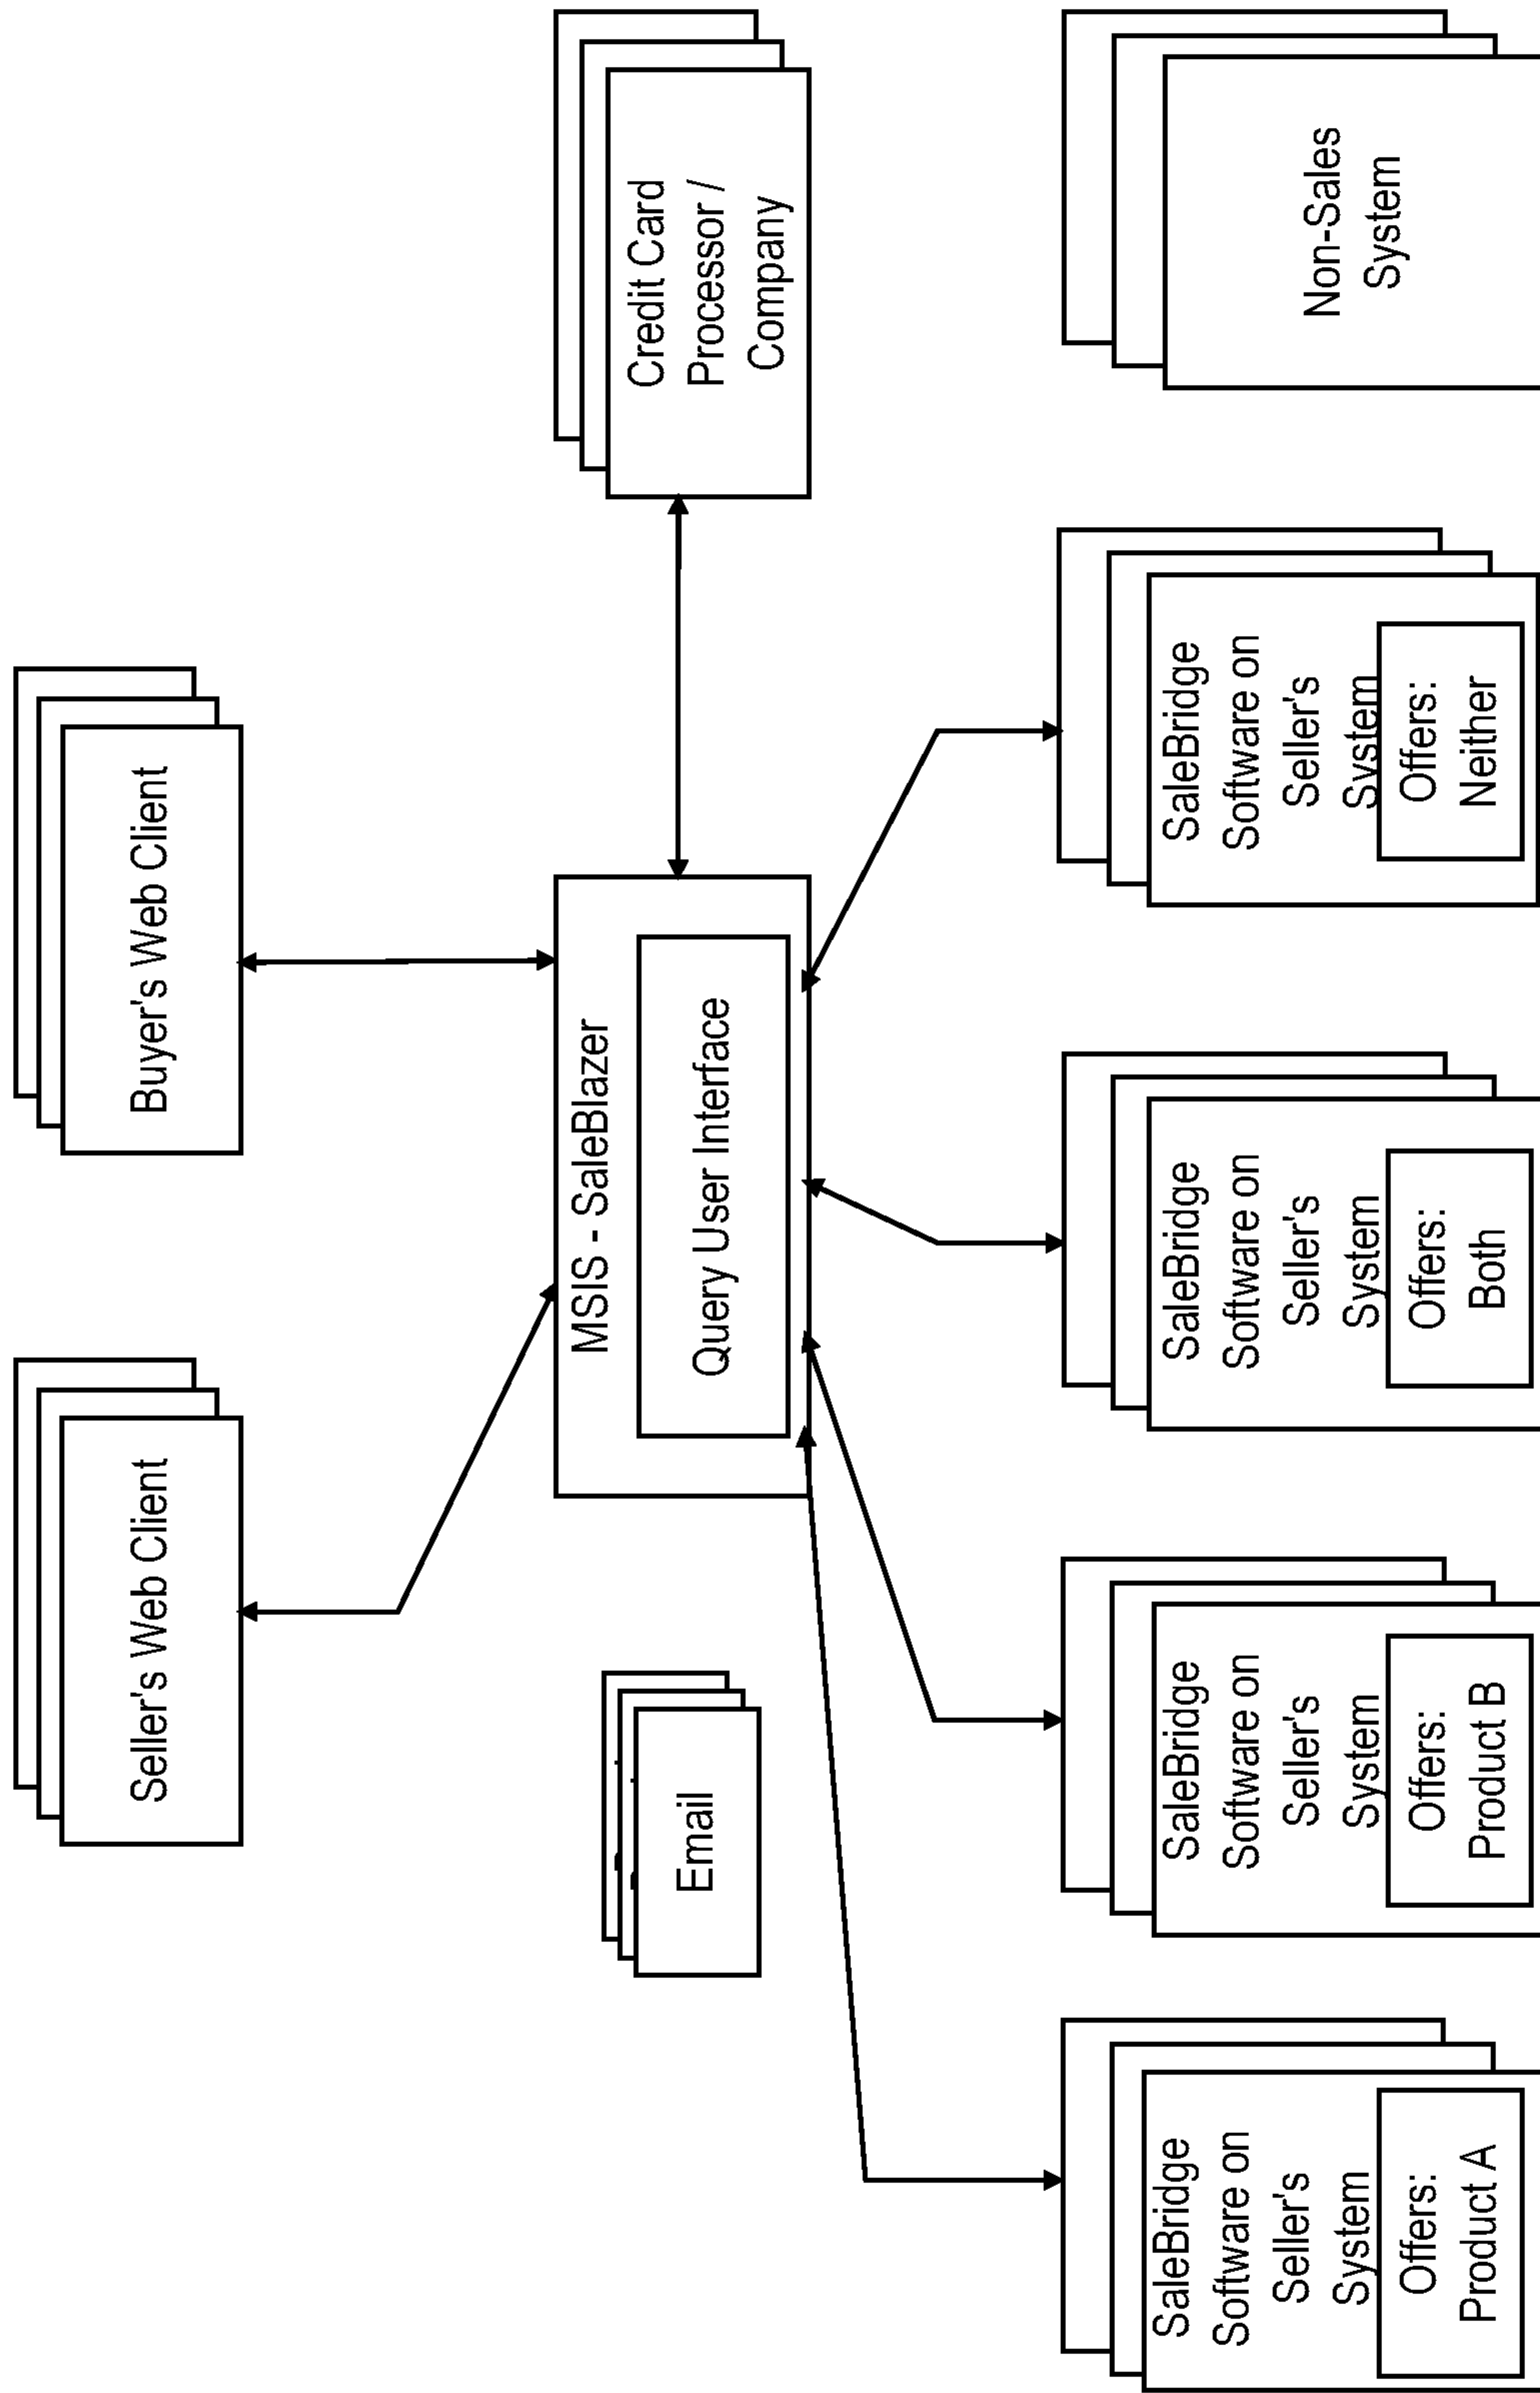 Seller's Web Client
Buyer's Web Client
Email
MSIS - SaleBlazer
Query User Interface
Credit Card
Processor /
Company
SaleBridge
Software on
Seller's
System
Offers:
Product A
SaleBridge
Software on
Seller's
System
Offers:
Product B
SaleBridge
Software on
Seller's
System
Offers:
Both
SaleBridge
Software on
Seller's
System
Offers:
Neither
Non-Sales
System